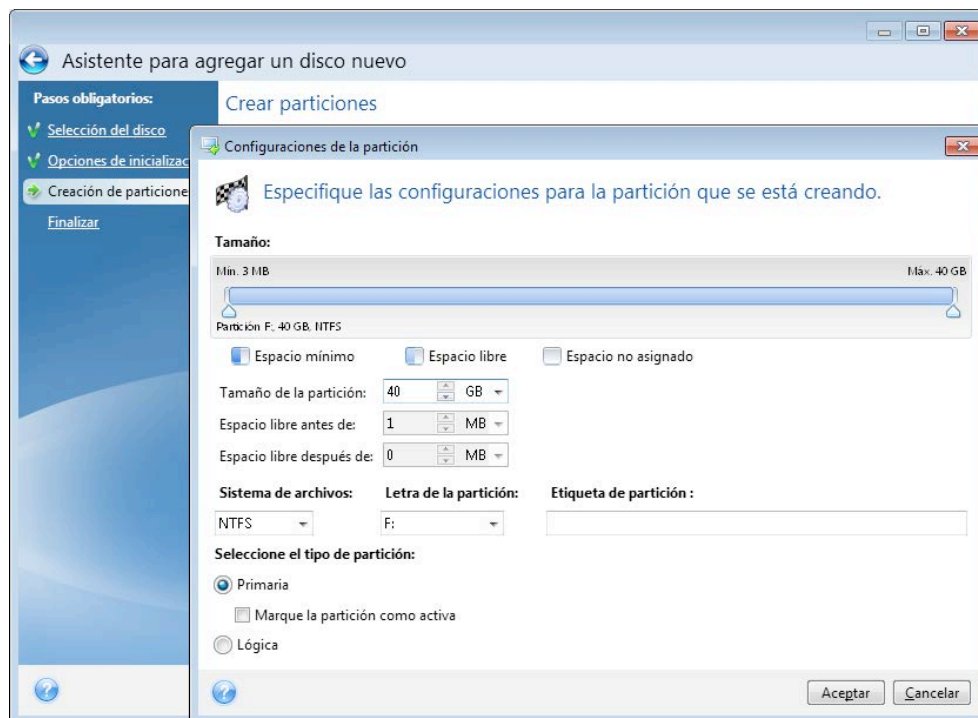 Asistente para agregar un disco nuevo
Pasos obligatorios:
Selección del disco
Opciones de inicializac
Creación de particione
Finalizar
Crear particiones
Configuraciones de la partición
Especifique las configuraciones para la partición que se está creando.
Tamaño:
Mín. 3 MB Máx. 40 GB
Partición F:, 40 GB, NTFS
Espacio mínimo Espacio libre Espacio no asignado
Tamaño de la partición: 40 GB
Espacio libre antes de: 1 MB
Espacio libre después de: 0 MB
Sistema de archivos: Letra de la partición: Etiqueta de partición :
NTFS F:
Seleccione el tipo de partición:
Primaria
Marque la partición como activa
Lógica
Aceptar Cancelar